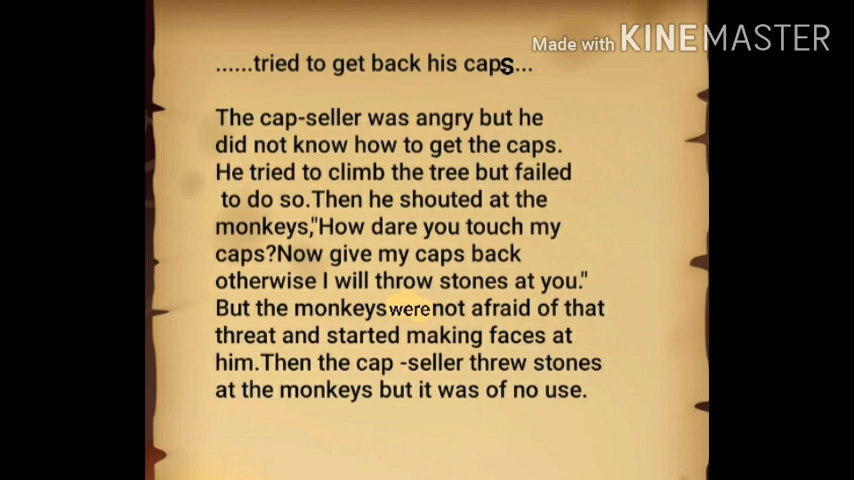 Made with KINEMASTER
......tried to get back his caps...
The cap-seller was angry but he
did not know how to get the caps.
He tried to climb the tree but failed
to do so.Then he shouted at the
monkeys,"How dare you touch my
caps?Now give my caps back
otherwise I will throw stones at you."
But the monkeys were not afraid of that
threat and started making faces at
him.Then the cap -seller threw stones
at the monkeys but it was of no use.